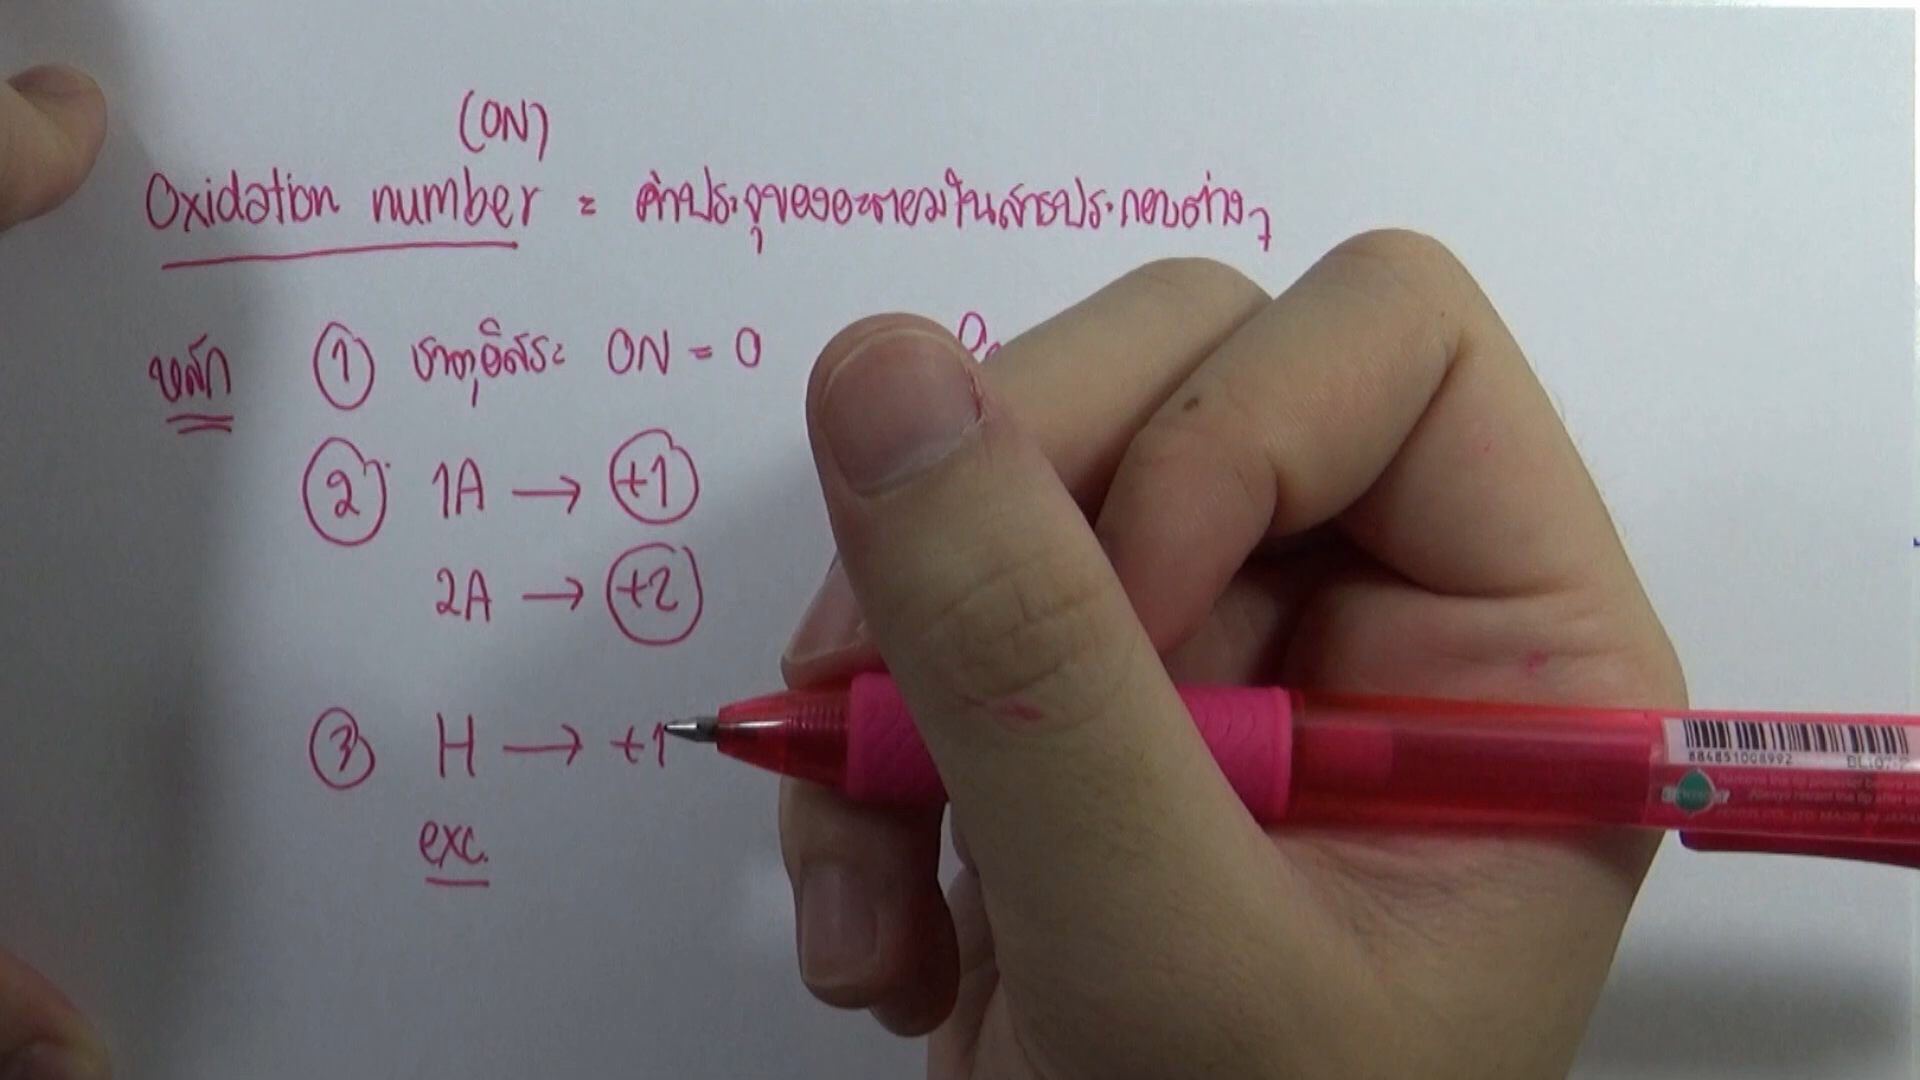 (ON)
Oxidation number = ค่าประจุของอะตอมในสารประกอบต่างๆ
หลัก ① ธาตุอิสระ ON = 0
② 1A → +1
2A → +2
③ H → +1
exc.
884851008992